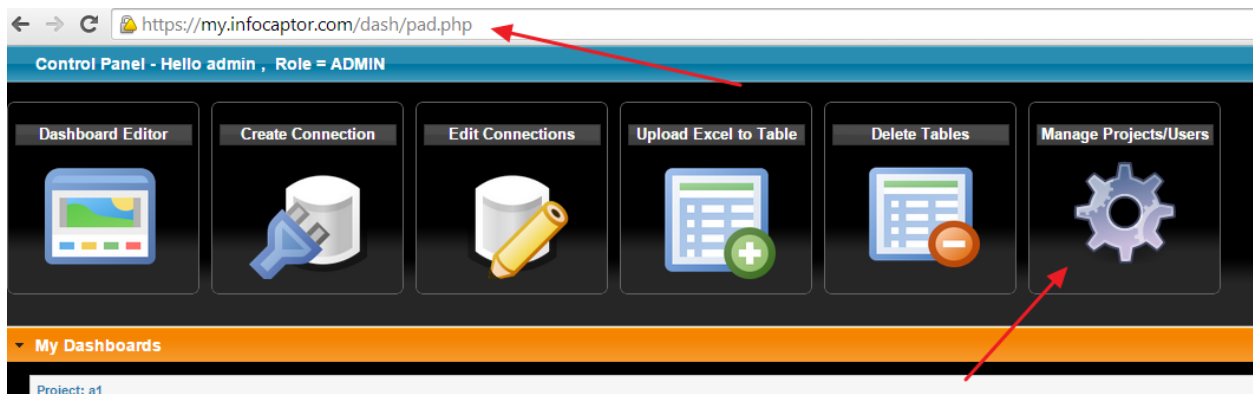 https://my.infocaptor.com/dash/pad.php
Control Panel - Hello admin , Role = ADMIN
Dashboard Editor
Create Connection
Edit Connections
Upload Excel to Table
Delete Tables
Manage Projects/Users
My Dashboards
Project: a1